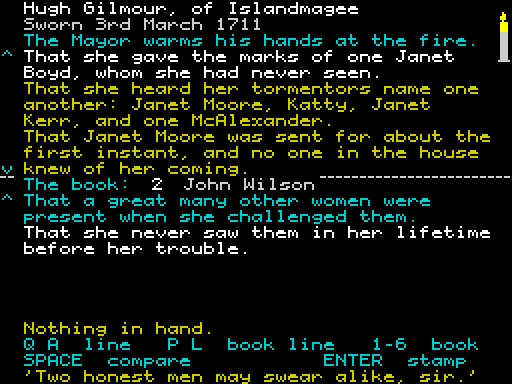 Hugh Gilmour, of Islandmagee
Sworn 3rd March 1711
The Mayor warms his hands at the fire.
^ That she gave the marks of one Janet
Boyd, whom she had never seen.
That she heard her tormentors name one
another: Janet Moore, Katty, Janet
Kerr, and one McAlexander.
That Janet Moore was sent for about the
first instant, and no one in the house
v knew of her coming.
The book: 2 John Wilson
^ That a great many other women were
present when she challenged them.
That she never saw them in her lifetime
before her trouble.
Nothing in hand.
Q A line P L book line 1-6 book
SPACE compare ENTER stamp
'Two honest men may swear alike, sir.'